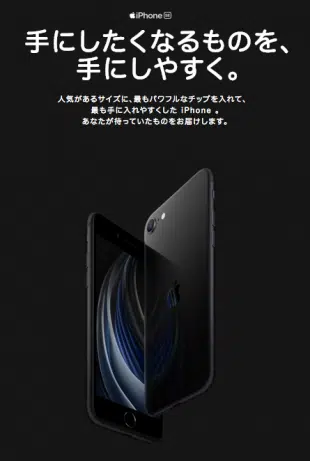 iPhone SE
手にしたくなるものを、
手にしやすく。
人気があるサイズに、最もパワフルなチップを入れて、
最も手に入れやすくした iPhone 。
あなたが待っていたものをお届けします。